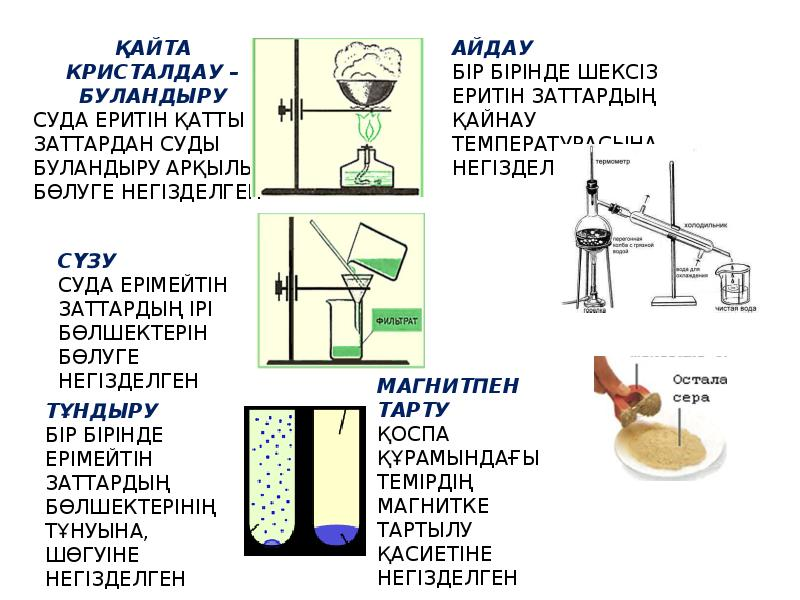 ҚАЙТА
КРИСТАЛДАУ –
БУЛАНДЫРУ
СУДА ЕРИТІН ҚАТТЫ
ЗАТТАРДАН СУДЫ
БУЛАНДЫРУ АРҚЫЛЫ
БӨЛУГЕ НЕГІЗДЕЛГЕН
АЙДАУ
БІР БІРІНДЕ ШЕКСІЗ
ЕРИТІН ЗАТТАРДЫҢ
ҚАЙНАУ
ТЕМПЕРАТУРАСЫНА
НЕГІЗДЕЛ
термометр
холодильник
перегонная
колба с грязной
водой
вода для
охлаждения
горелка
чистая вода
СҮЗУ
СУДА ЕРІМЕЙТІН
ЗАТТАРДЫҢ ІРІ
БӨЛШЕКТЕРІН
БӨЛУГЕ
НЕГІЗДЕЛГЕН
ФИЛЬТРАТ
ТҰНДЫРУ
БІР БІРІНДЕ
ЕРІМЕЙТІН
ЗАТТАРДЫҢ
БӨЛШЕКТЕРІНІҢ
ТҰНУЫНА,
ШӨГУІНЕ
НЕГІЗДЕЛГЕН
МАГНИТПЕН
ТАРТУ
ҚОСПА
ҚҰРАМЫНДАҒЫ
ТЕМІРДІҢ
МАГНИТКЕ
ТАРТЫЛУ
ҚАСИЕТІНЕ
НЕГІЗДЕЛГЕН
Остала
сера